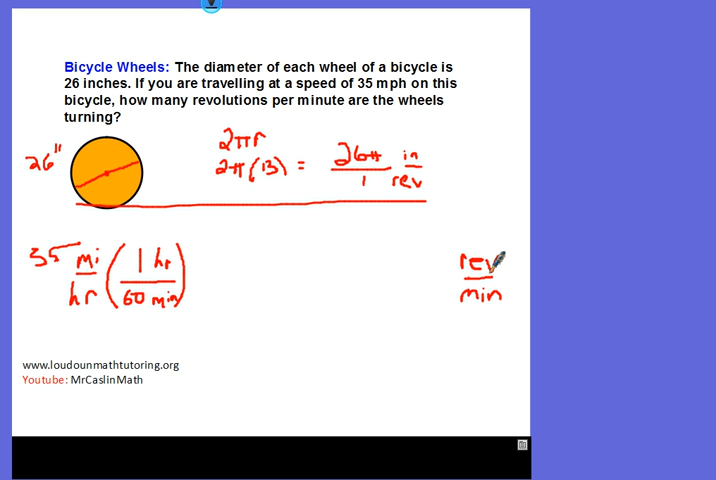 Bicycle Wheels: The diameter of each wheel of a bicycle is
26 inches. If you are travelling at a speed of 35 mph on this
bicycle, how many revolutions per minute are the wheels
turning?
26"
2πr
2π(13) = 26π/1 in/rev
35 mi/hr (1 hr/60 min)
rev/min
www.loudounmathtutoring.org
Youtube: MrCaslinMath